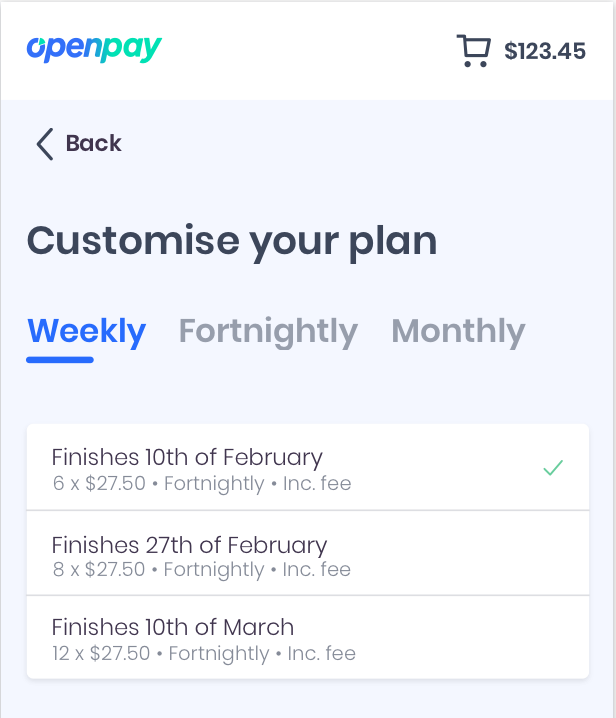 openpay $123.45
Back
Customise your plan
Weekly Fortnightly Monthly
Finishes 10th of February
6 x $27.50 • Fortnightly • Inc. fee
Finishes 27th of February
8 x $27.50 • Fortnightly • Inc. fee
Finishes 10th of March
12 x $27.50 • Fortnightly • Inc. fee